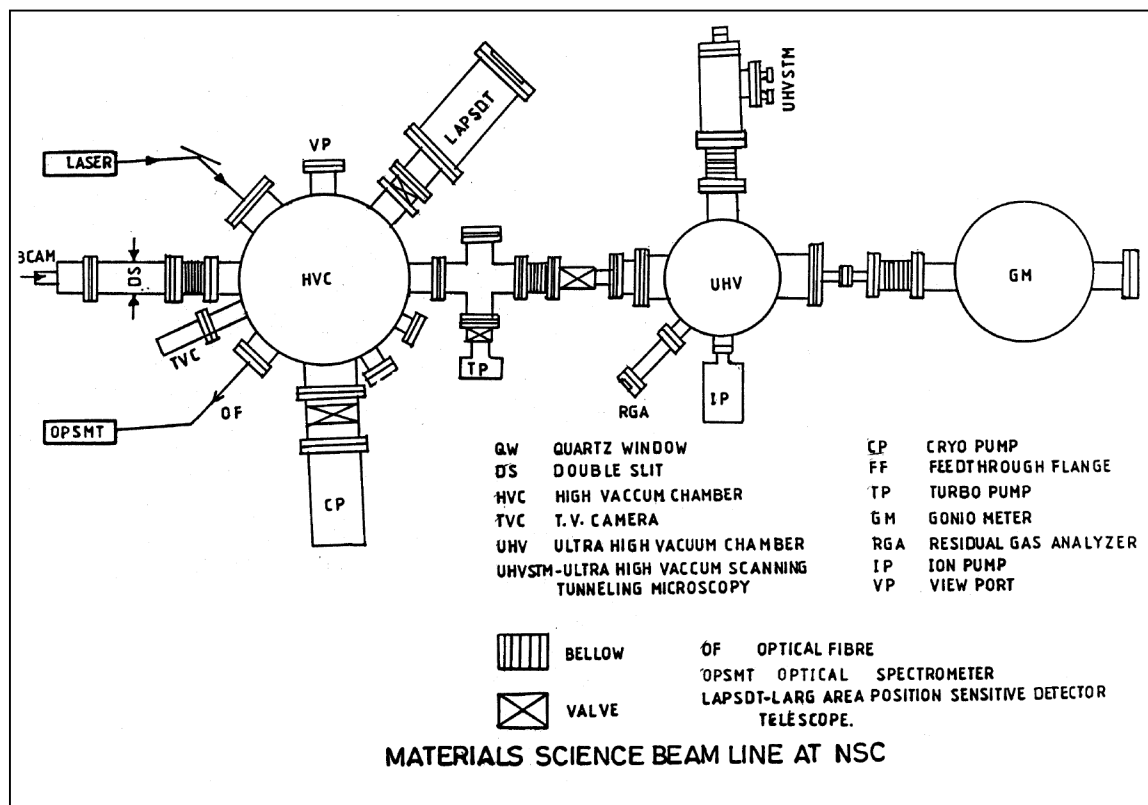 LASER
VP
LAPSDT
UHVSTM
BCAM
DS
HVC
UHV
GM
TVC
OF
OPSMT
CP
TP
RGA
IP
QW QUARTZ WINDOW
DS DOUBLE SLIT
HVC HIGH VACCUM CHAMBER
TVC T.V. CAMERA
UHV ULTRA HIGH VACUUM CHAMBER
UHVSTM-ULTRA HIGH VACCUM SCANNING
TUNNELING MICROSCOPY
CP CRYO PUMP
FF FEEDTHROUGH FLANGE
TP TURBO PUMP
GM GONIO METER
RGA RESIDUAL GAS ANALYZER
IP ION PUMP
VP VIEW PORT
BELLOW
VALVE
OF OPTICAL FIBRE
OPSMT OPTICAL SPECTROMETER
LAPSDT-LARG AREA POSITION SENSITIVE DETECTOR
TELESCOPE.
MATERIALS SCIENCE BEAM LINE AT NSC